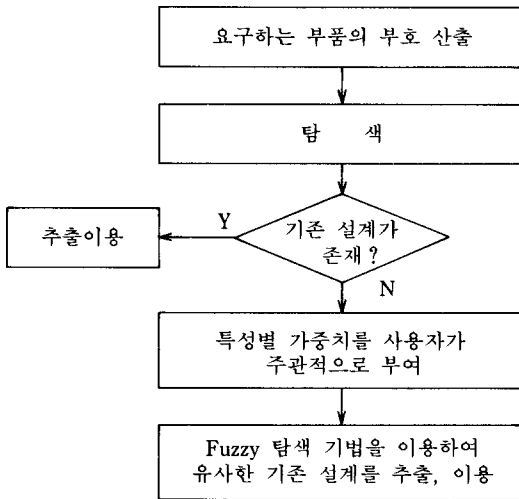 요구하는 부품의 부호 산출
탐 색
기존 설계가
존재?
Y
추출이용
N
특성별 가중치를 사용자가
주관적으로 부여
Fuzzy 탐색 기법을 이용하여
유사한 기존 설계를 추출, 이용